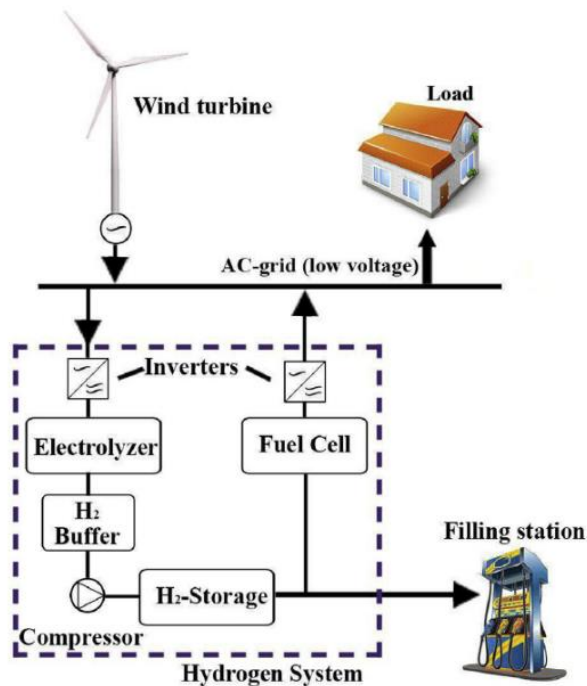 Wind turbine
Load
AC-grid (low voltage)
Inverters
Electrolyzer
Fuel Cell
H₂
Buffer
Filling station
H₂-Storage
Compressor
Hydrogen System